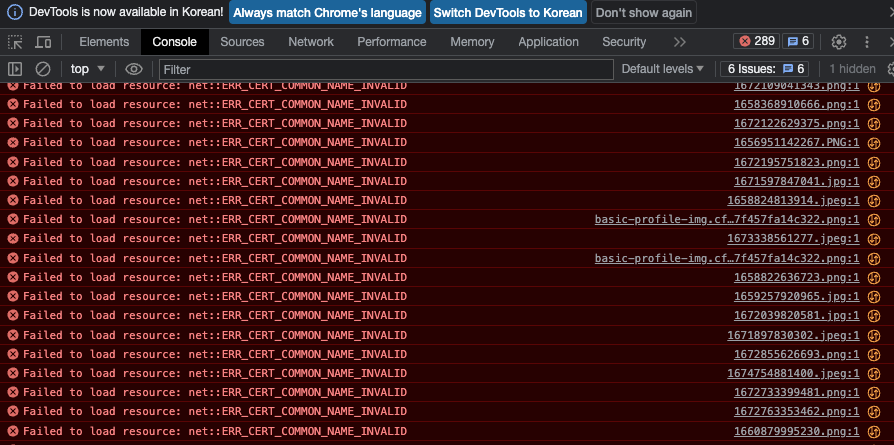 DevTools is now available in Korean! Always match Chrome's language Switch DevTools to Korean Don't show again
Elements Console Sources Network Performance Memory Application Security 289 6
top Filter Default levels 6 Issues: 6 1 hidden
Failed to load resource: net::ERR_CERT_COMMON_NAME_INVALID 1672109041343.png:1
Failed to load resource: net::ERR_CERT_COMMON_NAME_INVALID 1658368910666.png:1
Failed to load resource: net::ERR_CERT_COMMON_NAME_INVALID 1672122629375.png:1
Failed to load resource: net::ERR_CERT_COMMON_NAME_INVALID 1656951142267.PNG:1
Failed to load resource: net::ERR_CERT_COMMON_NAME_INVALID 1672195751823.png:1
Failed to load resource: net::ERR_CERT_COMMON_NAME_INVALID 1671597847041.jpg:1
Failed to load resource: net::ERR_CERT_COMMON_NAME_INVALID 1658824813914.jpeg:1
Failed to load resource: net::ERR_CERT_COMMON_NAME_INVALID basic-profile-img.cf…7f457fa14c322.png:1
Failed to load resource: net::ERR_CERT_COMMON_NAME_INVALID 1673338561277.jpeg:1
Failed to load resource: net::ERR_CERT_COMMON_NAME_INVALID basic-profile-img.cf…7f457fa14c322.png:1
Failed to load resource: net::ERR_CERT_COMMON_NAME_INVALID 1658822636723.png:1
Failed to load resource: net::ERR_CERT_COMMON_NAME_INVALID 1659257920965.jpg:1
Failed to load resource: net::ERR_CERT_COMMON_NAME_INVALID 1672039820581.jpg:1
Failed to load resource: net::ERR_CERT_COMMON_NAME_INVALID 1671897830302.jpeg:1
Failed to load resource: net::ERR_CERT_COMMON_NAME_INVALID 1672855626693.png:1
Failed to load resource: net::ERR_CERT_COMMON_NAME_INVALID 1674754881400.jpeg:1
Failed to load resource: net::ERR_CERT_COMMON_NAME_INVALID 1672733399481.png:1
Failed to load resource: net::ERR_CERT_COMMON_NAME_INVALID 1672763353462.png:1
Failed to load resource: net::ERR_CERT_COMMON_NAME_INVALID 1660879995230.png:1